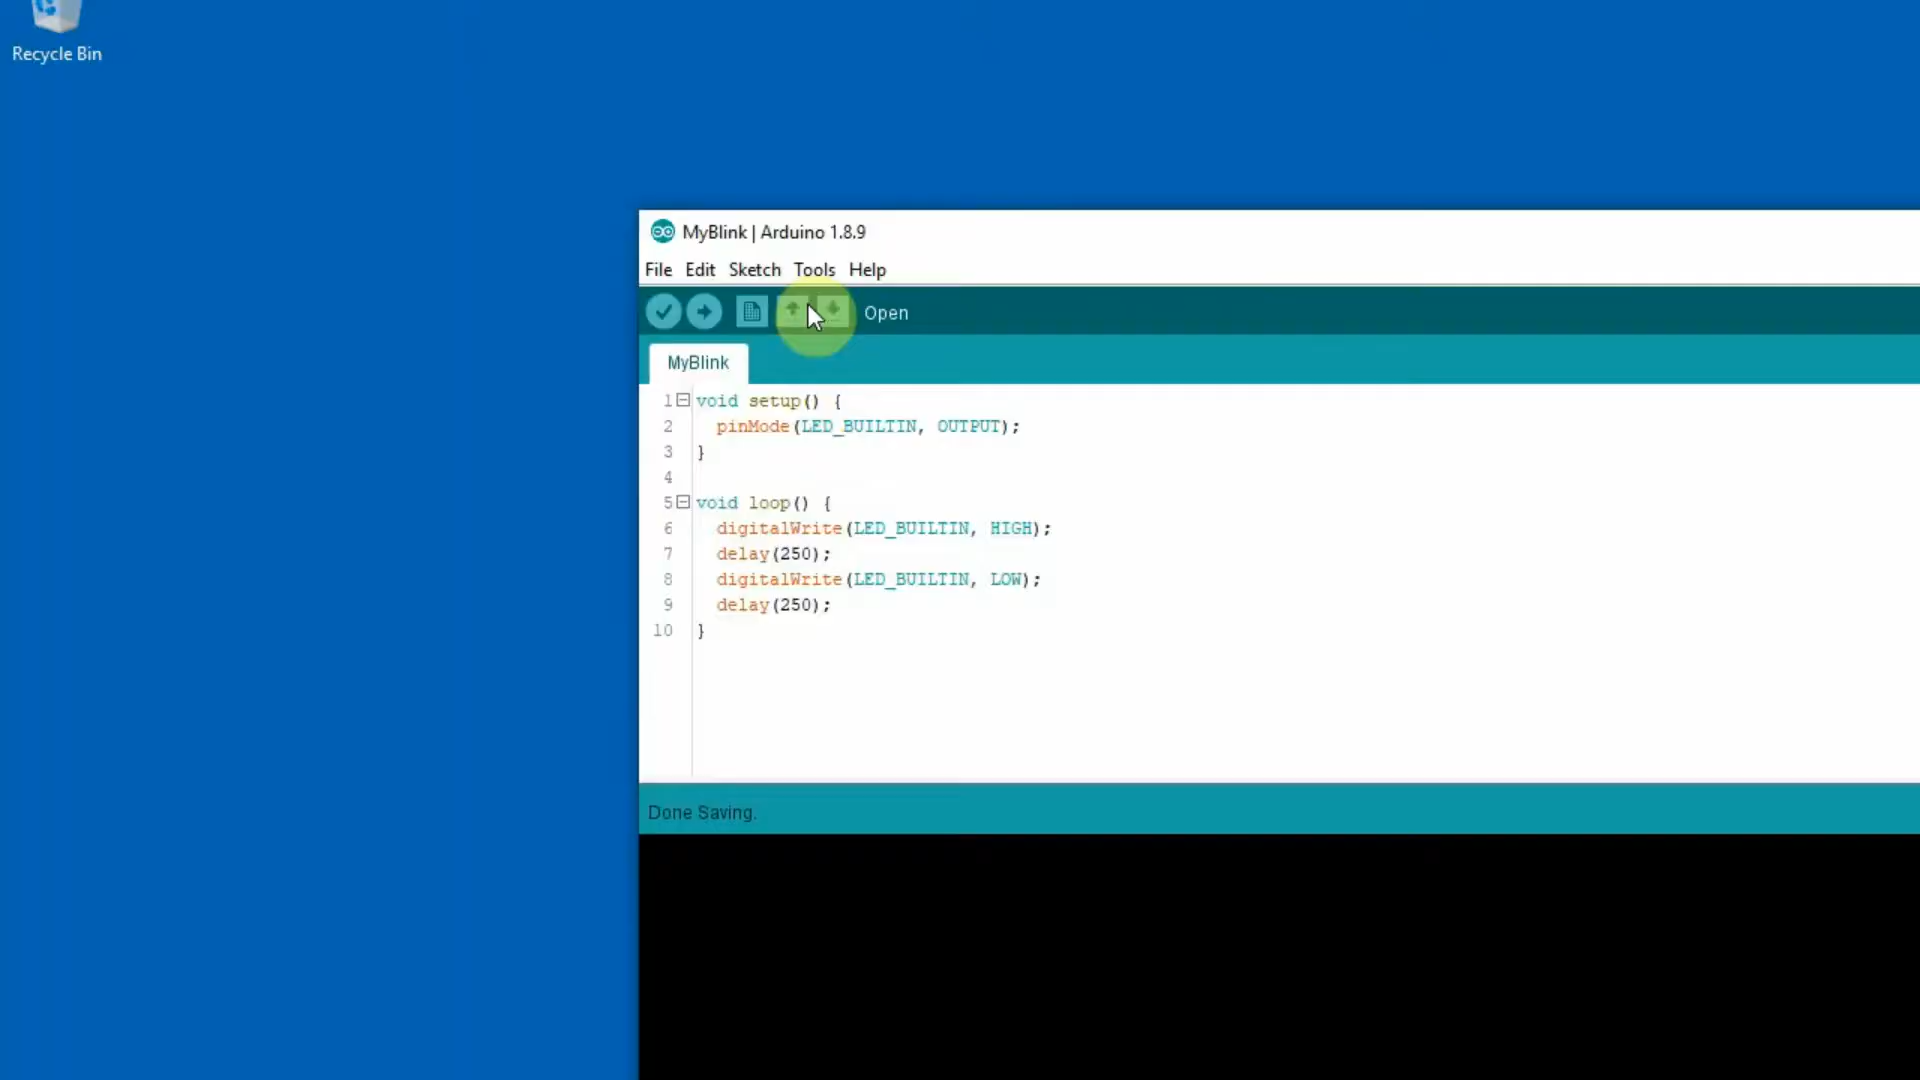 Recycle Bin
MyBlink | Arduino 1.8.9
File Edit Sketch Tools Help
Open
MyBlink
1 void setup() {
2 pinMode(LED_BUILTIN, OUTPUT);
3 }
4
5 void loop() {
6 digitalWrite(LED_BUILTIN, HIGH);
7 delay(250);
8 digitalWrite(LED_BUILTIN, LOW);
9 delay(250);
10 }
Done Saving.